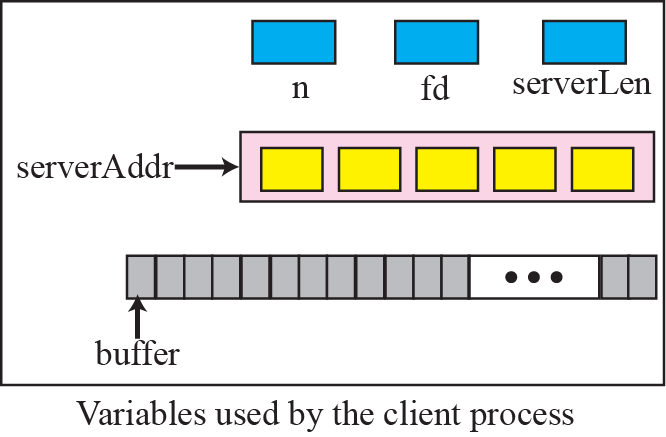 n fd serverLen
serverAddr
buffer
Variables used by the client process